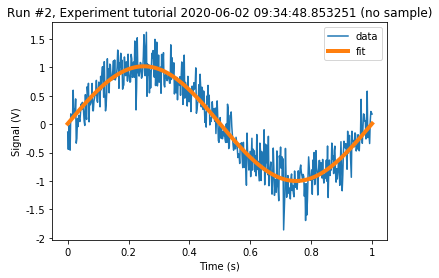 Run #2, Experiment tutorial 2020-06-02 09:34:48.853251 (no sample)
data
fit
1.5
1
0.5
0
-0.5
-1
-1.5
-2
Signal (V)
0 0.2 0.4 0.6 0.8 1
Time (s)